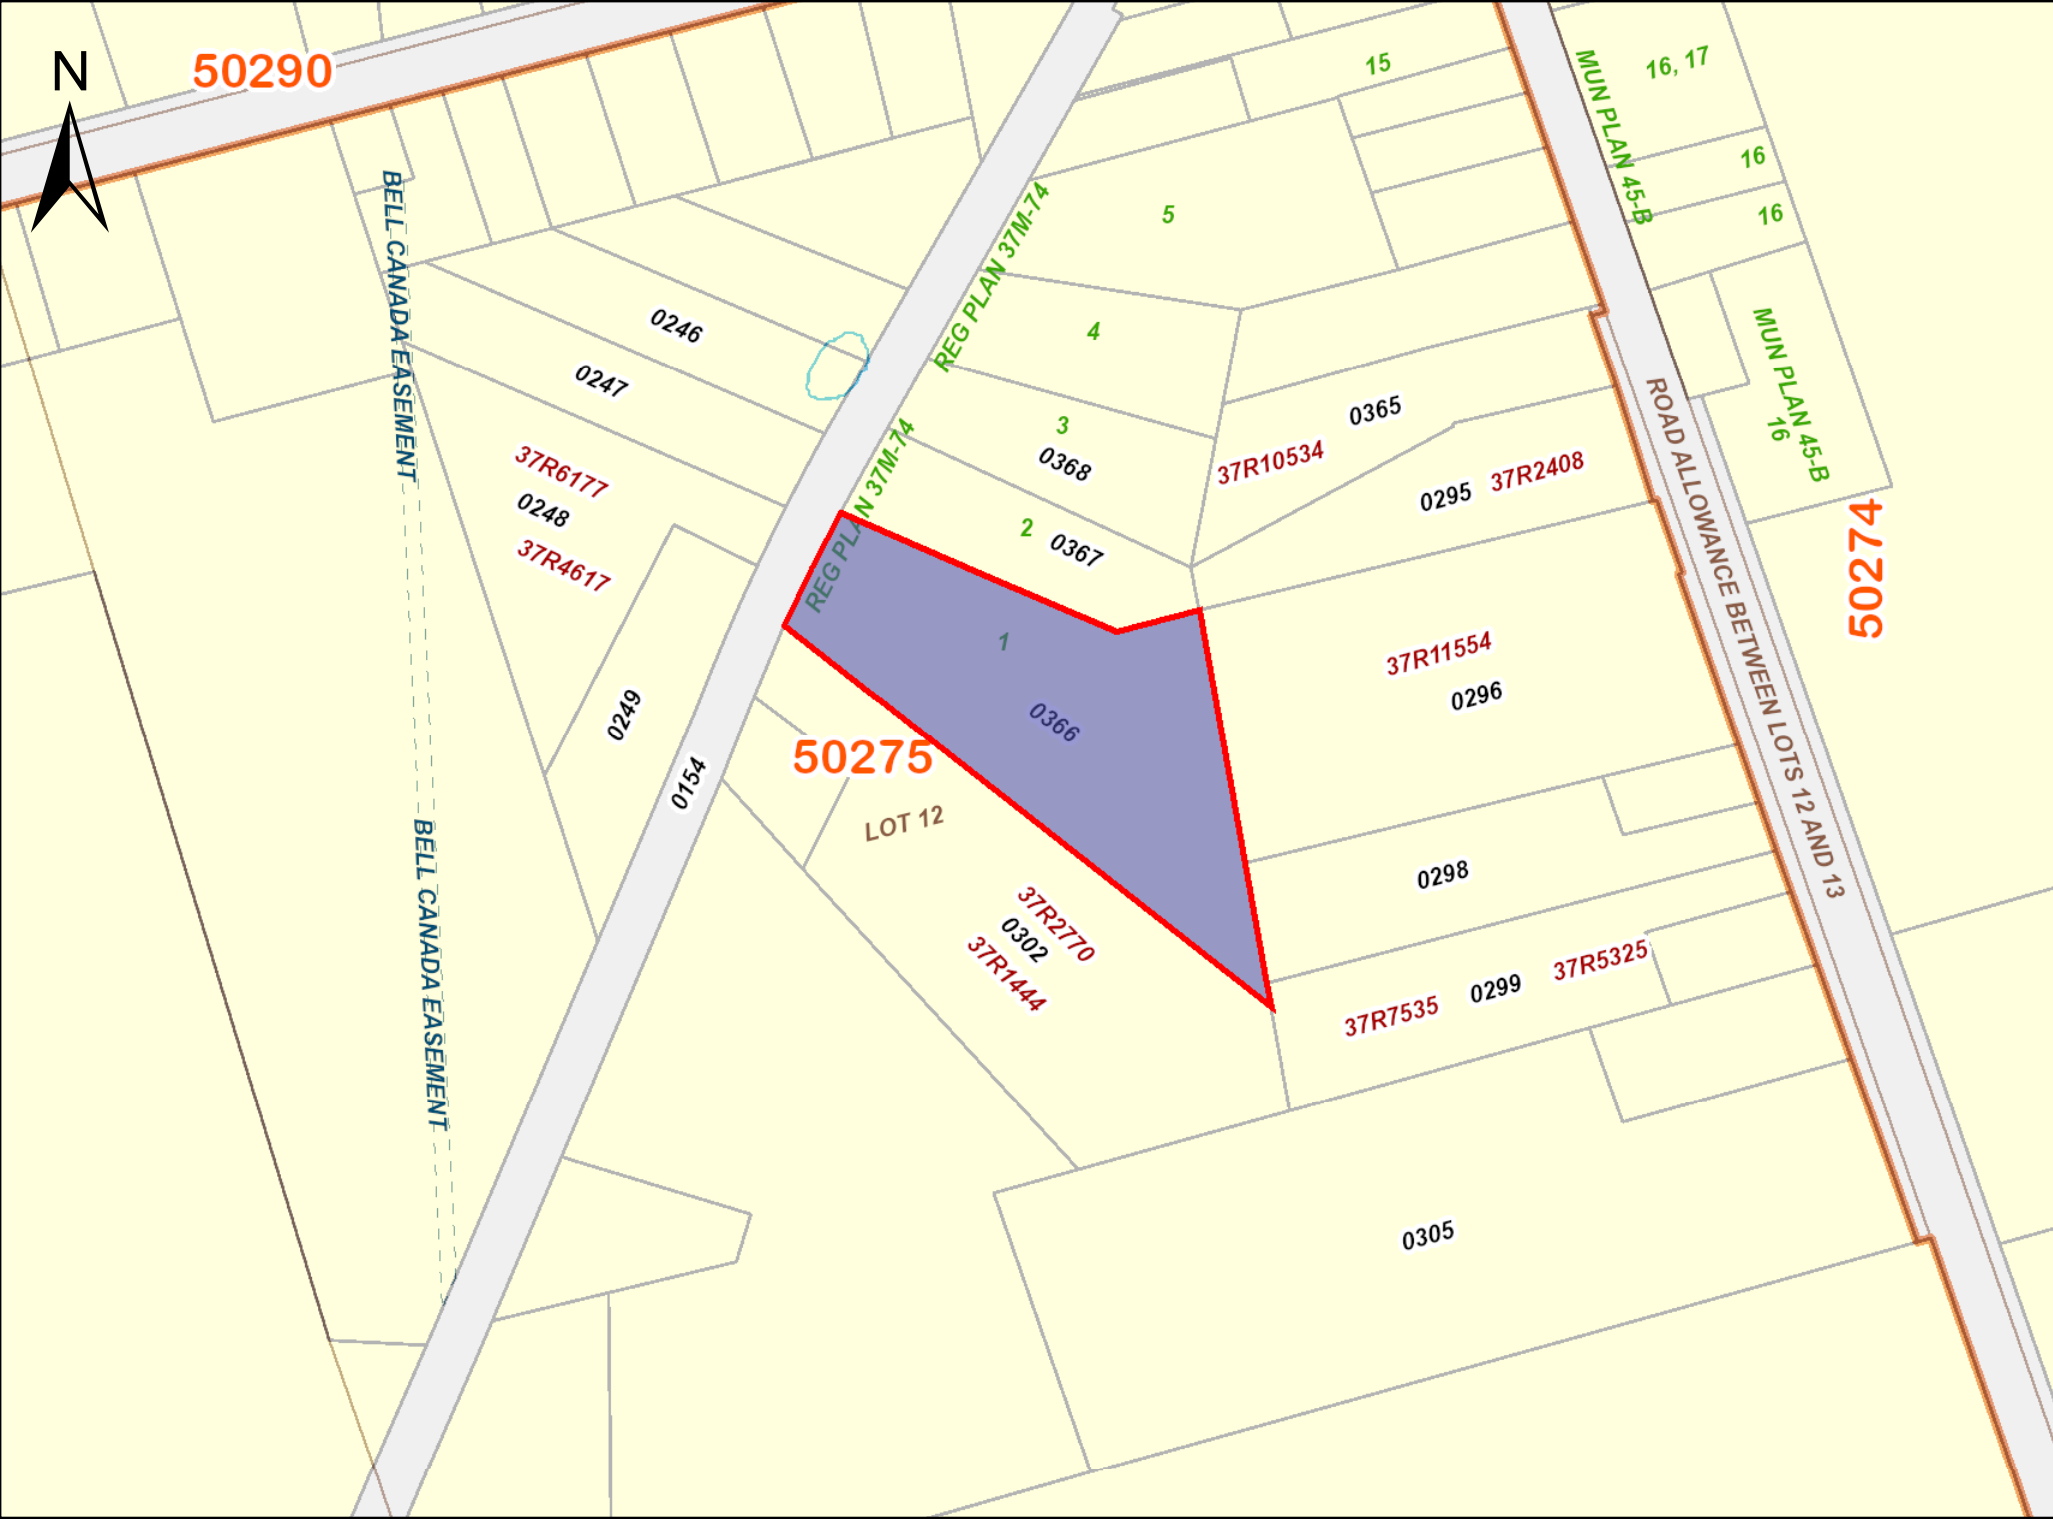 N
50290
15
16, 17
MUN PLAN 45-B
16
16
BELL CANADA EASEMENT
5
REG PLAN 37M-74
0246
4
0247
MUN PLAN 45-B
16
0365
3
0368
37R10534
37R6177
0248
37R4617
0295
37R2408
ROAD ALLOWANCE BETWEEN LOTS 12 AND 13
REG PLAN 37M-74
2
0367
50274
1
37R11554
0296
0366
0249
50275
0154
LOT 12
0298
BELL CANADA EASEMENT
37R2770
0302
37R1444
37R5325
0299
37R7535
0305